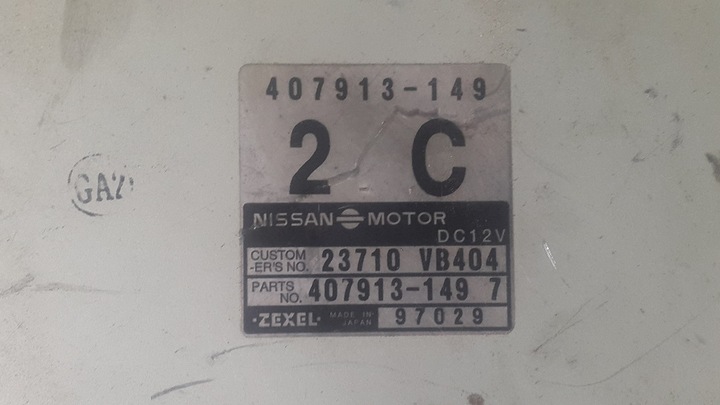 407913-149
2 C
GA2
NISSAN MOTOR
DC12V
CUSTOM
-ER'S NO. 23710 VB404
PARTS
NO. 407913-149 7
·ZEXEL· MADE IN
JAPAN 97029